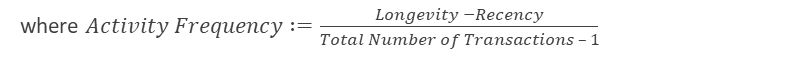 where Activity Frequency := Longevity –Recency / Total Number of Transactions – 1